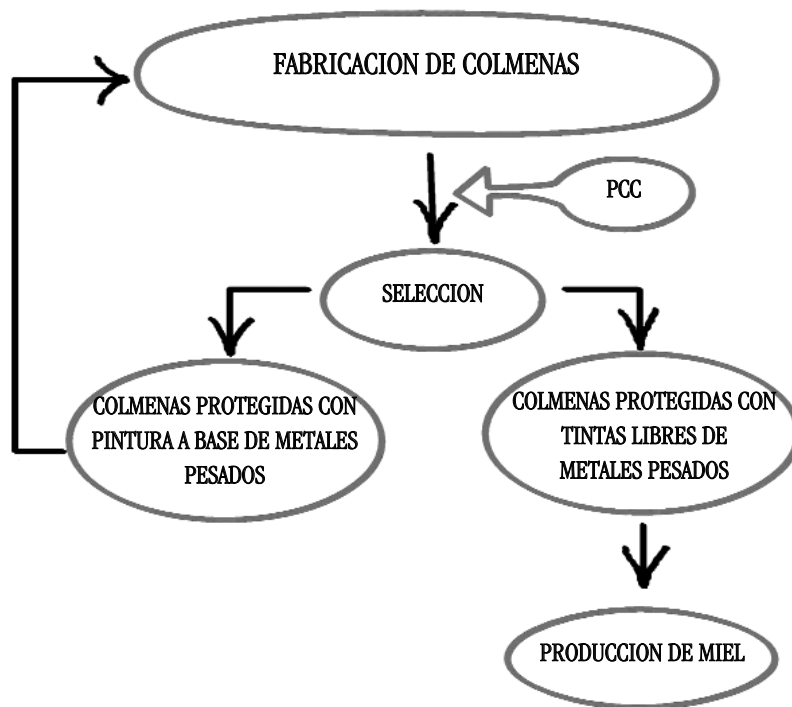 FABRICACION DE COLMENAS
PCC
SELECCION
COLMENAS PROTEGIDAS CON
PINTURA A BASE DE METALES
PESADOS
COLMENAS PROTEGIDAS CON
TINTAS LIBRES DE
METALES PESADOS
PRODUCCION DE MIEL